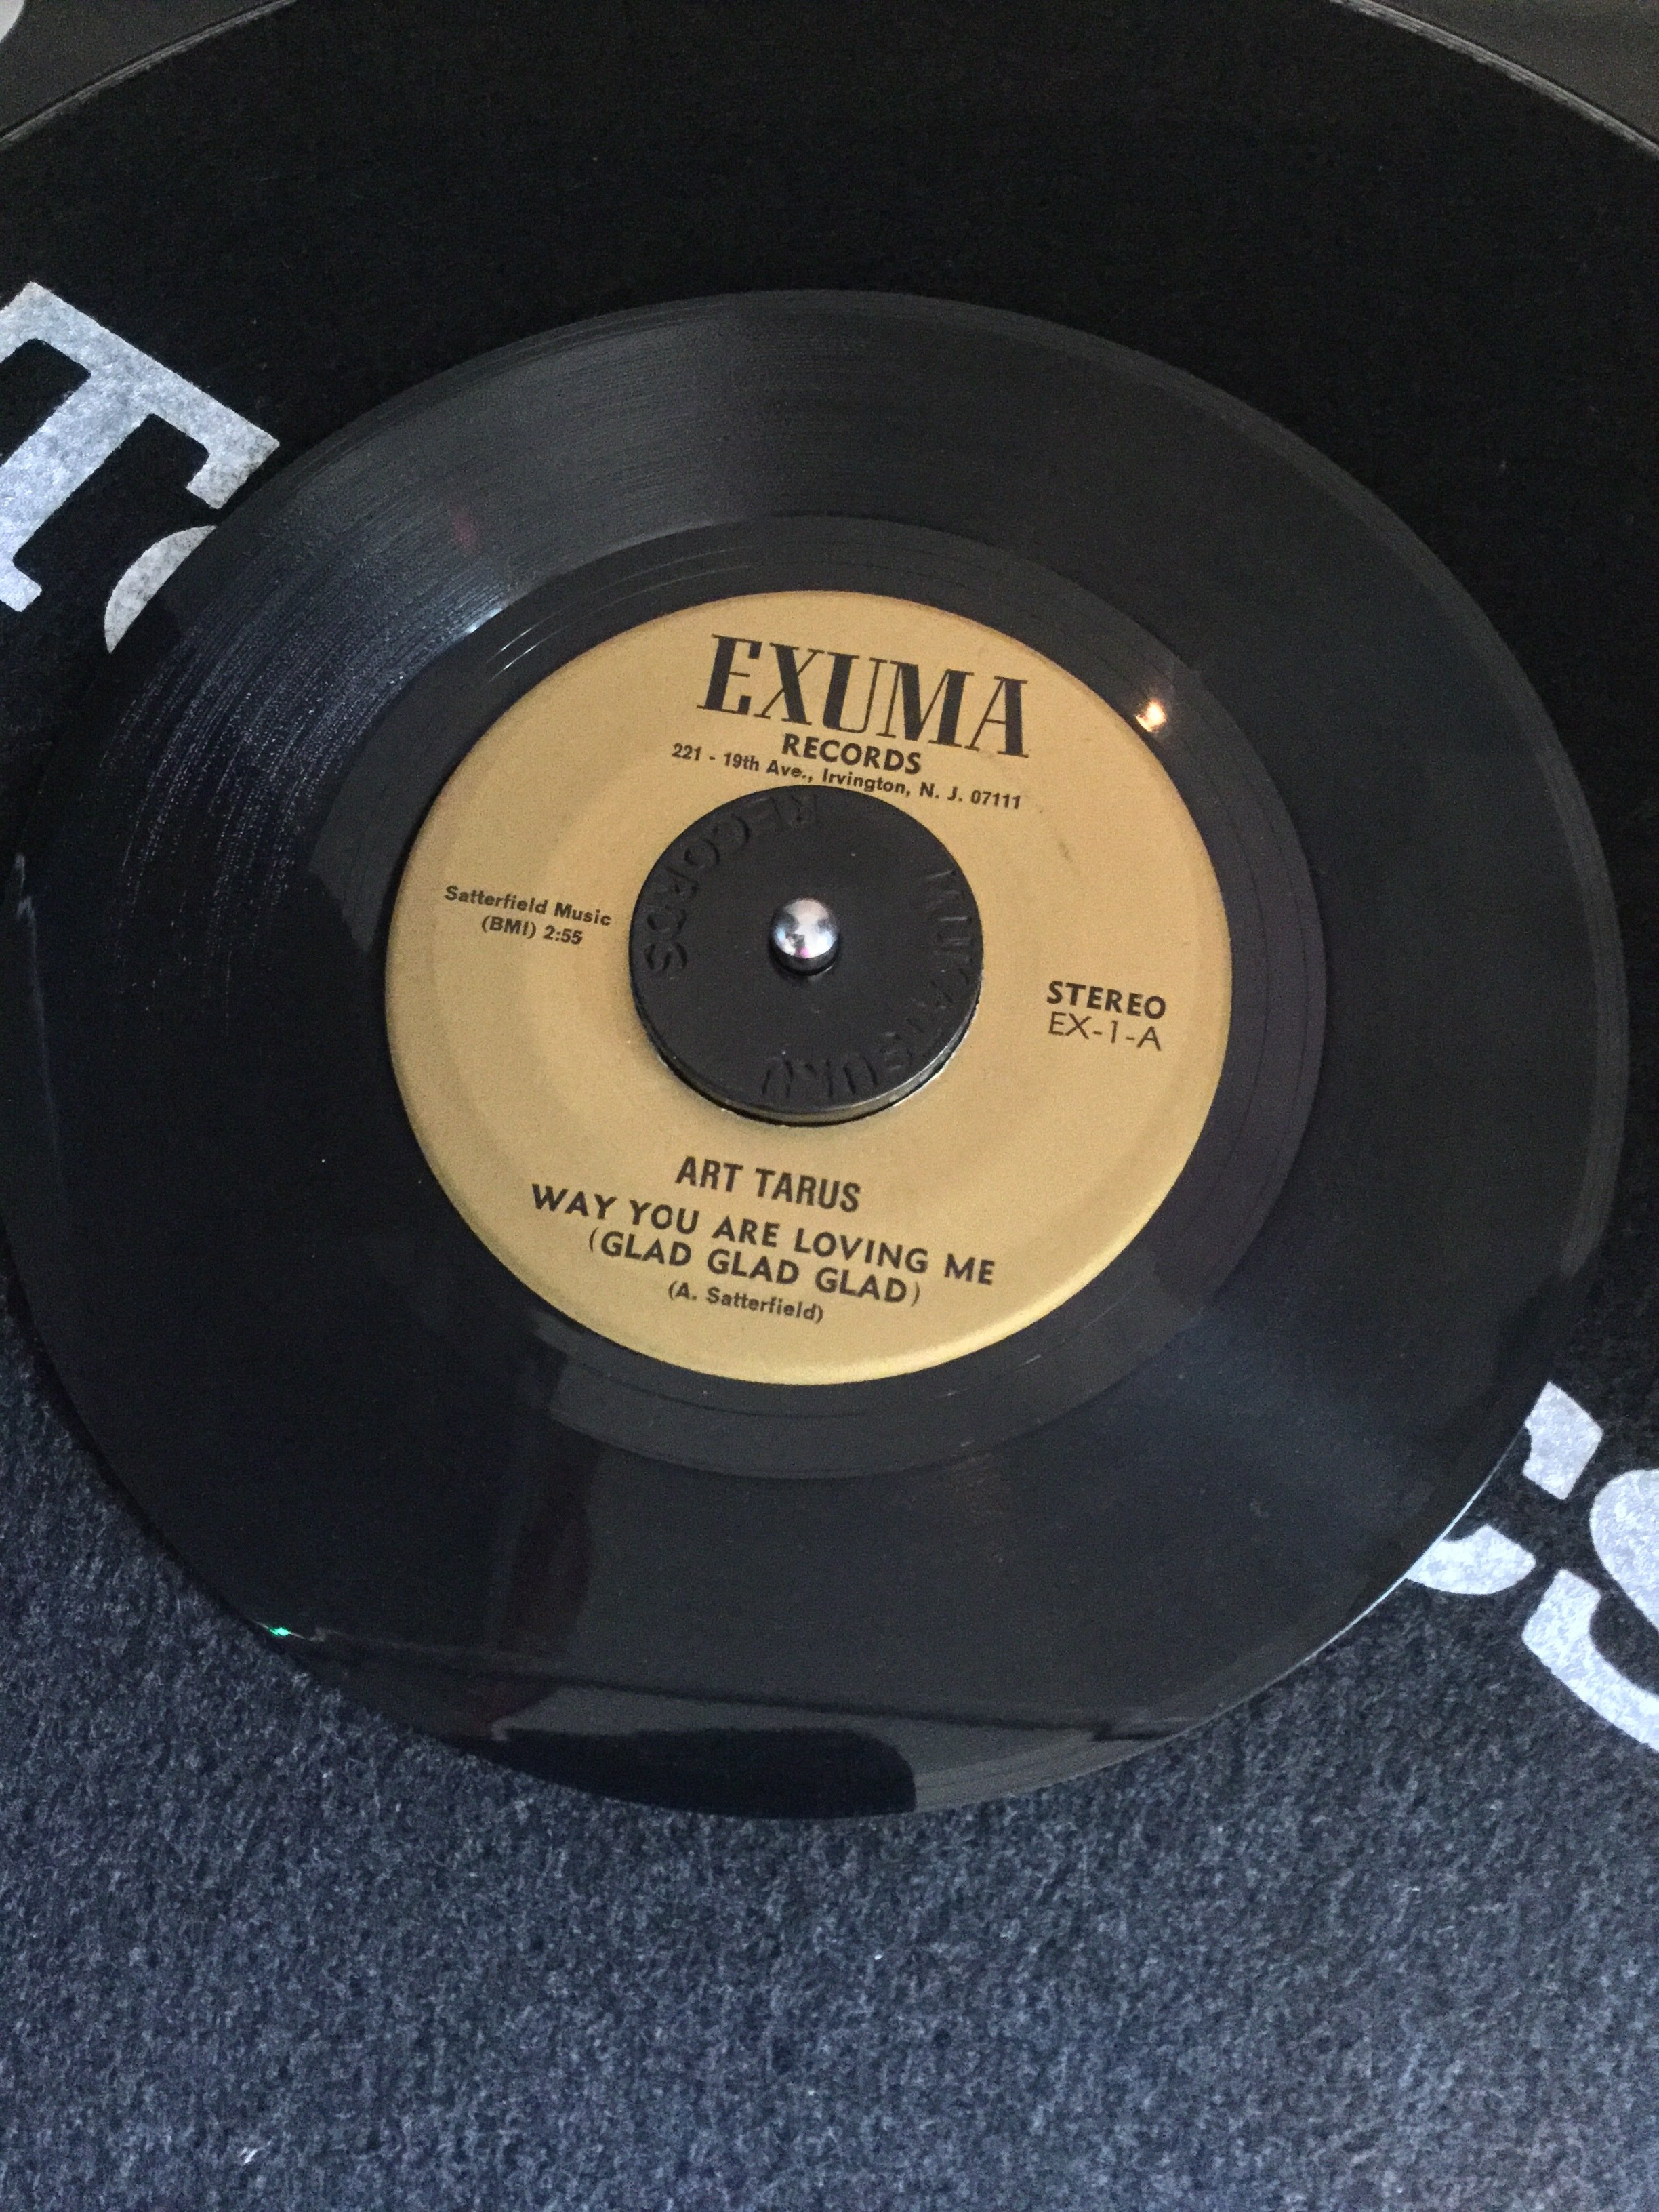 EXUMA
RECORDS
221 - 19th Ave., Irvington, N. J. 07111
RECORDS
Satterfield Music
(BMI) 2:55
STEREO
EX-1-A
ART TARUS
WAY YOU ARE LOVING ME
(GLAD GLAD GLAD)
(A. Satterfield)